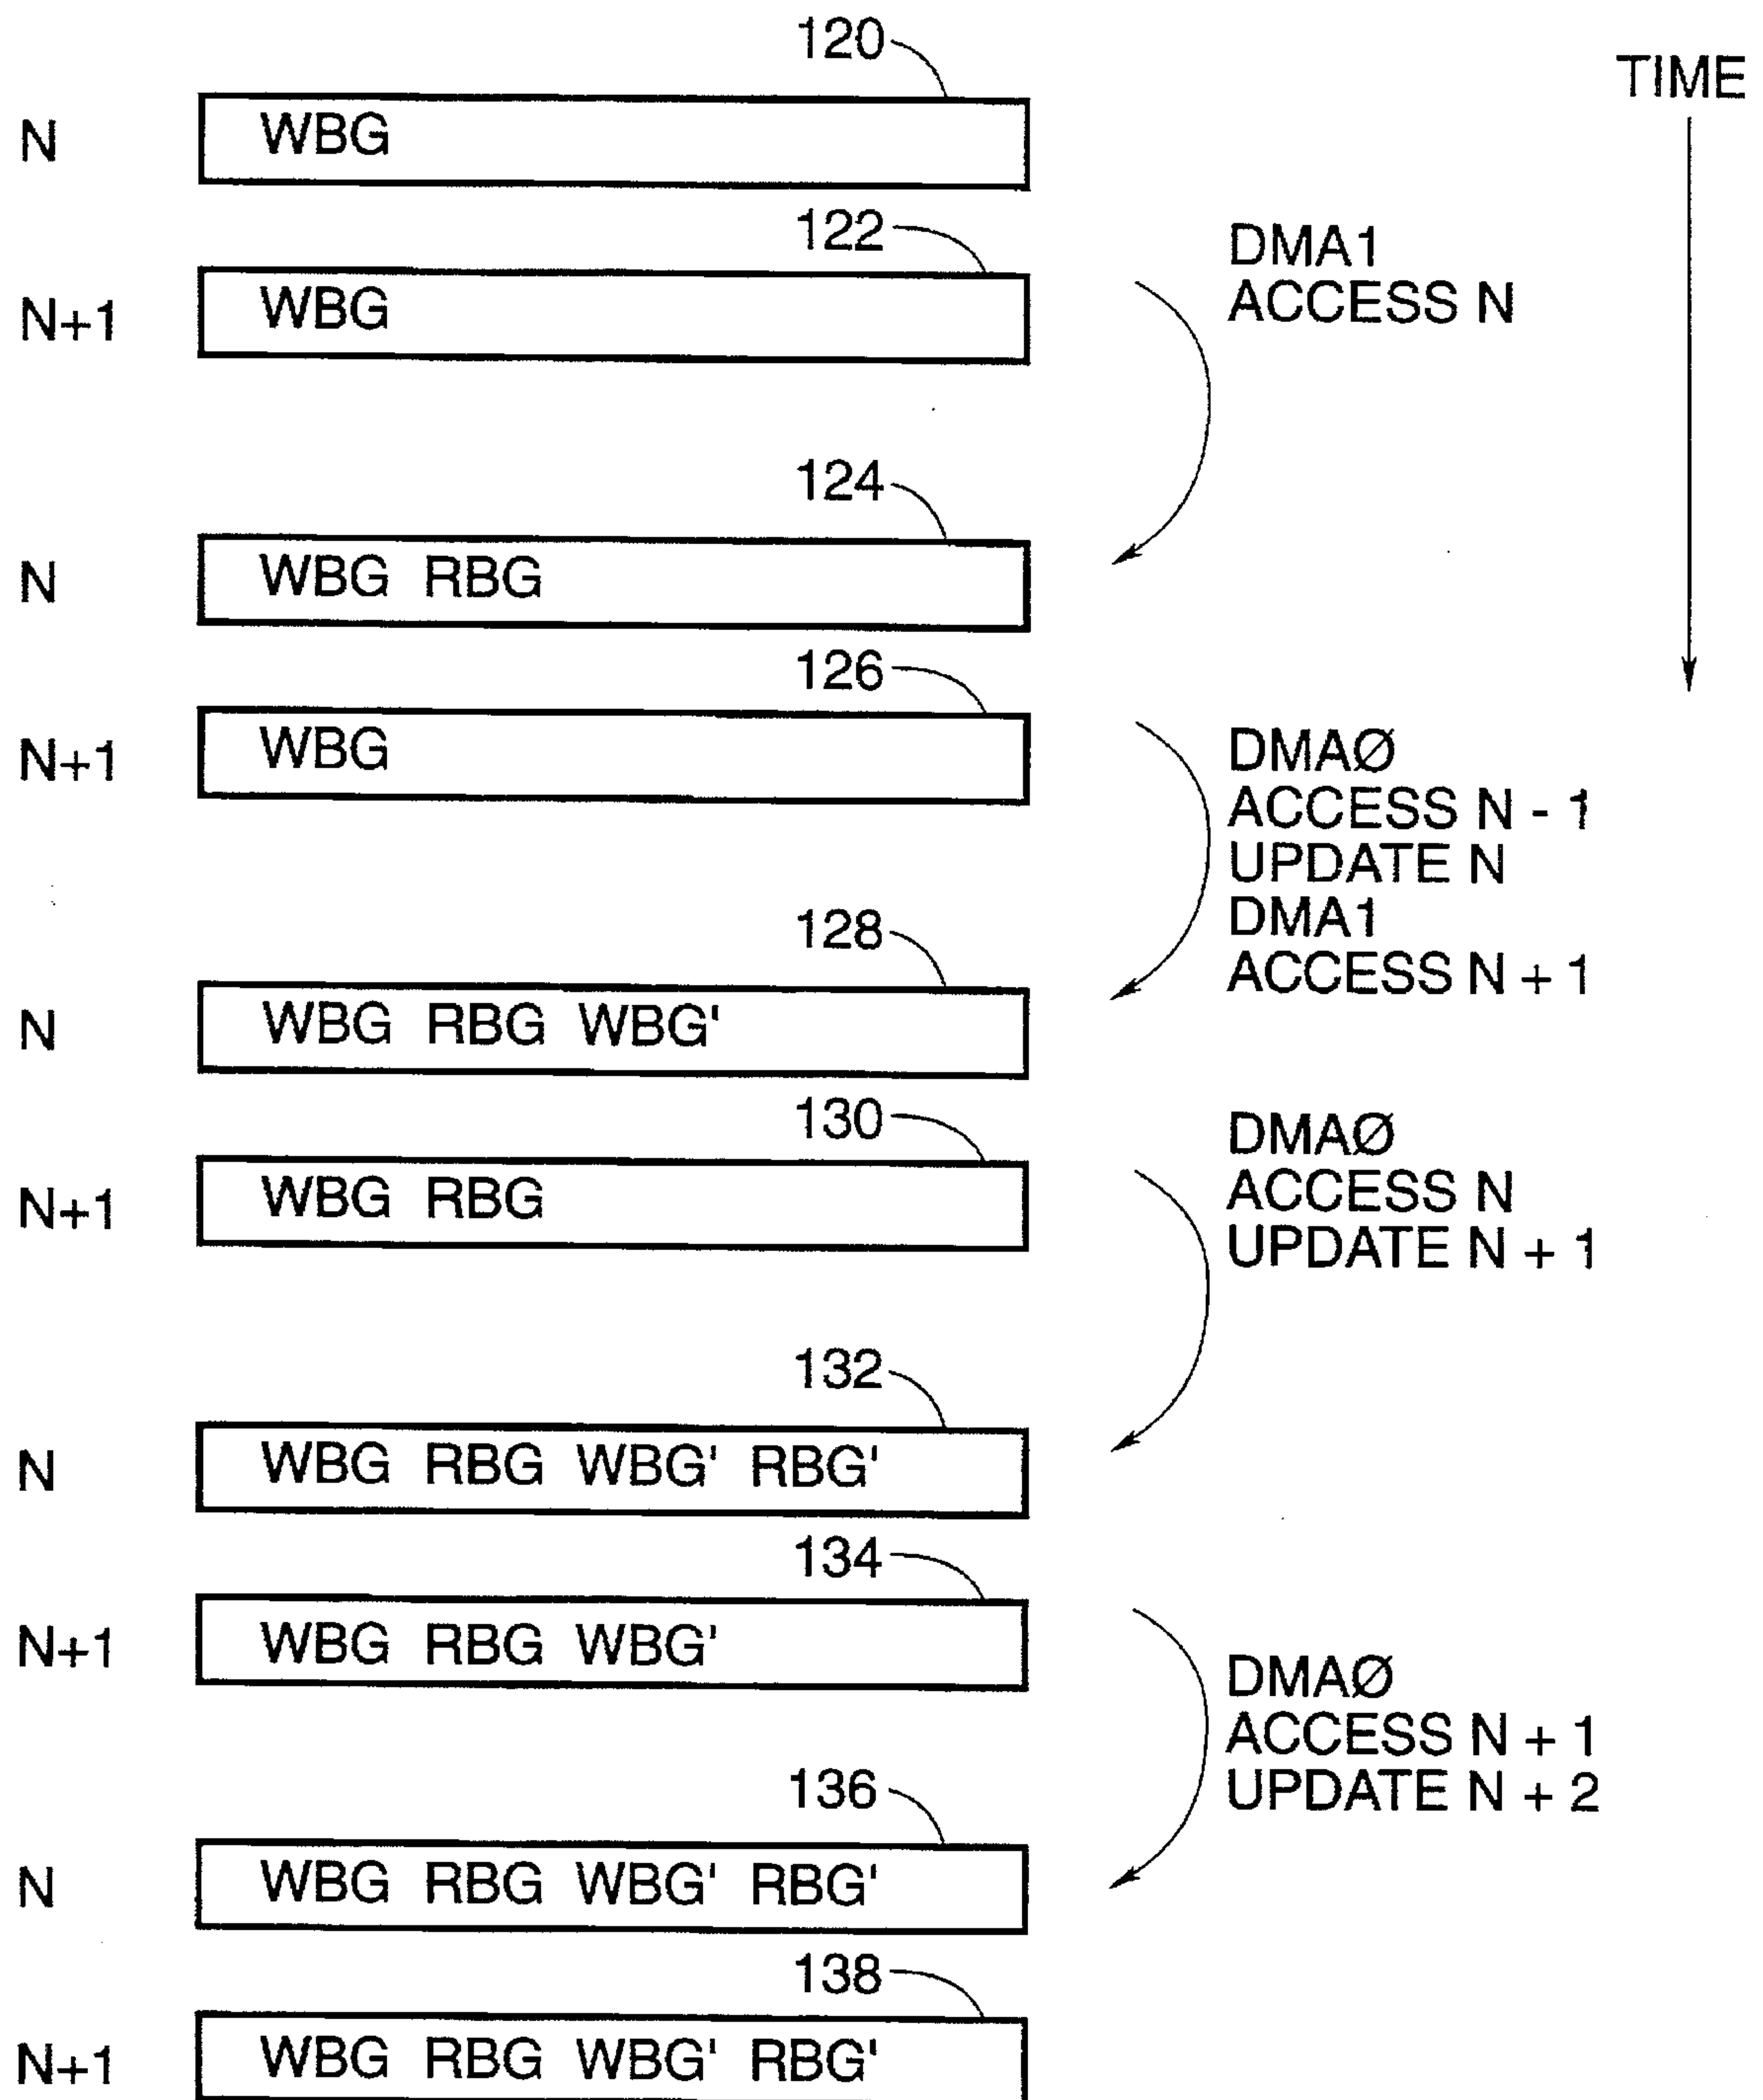 120
TIME
N WBG
122
N+1 WBG
DMA1
ACCESS N
124
N WBG RBG
126
N+1 WBG
DMAØ
ACCESS N - 1
UPDATE N
DMA1
ACCESS N + 1
128
N WBG RBG WBG'
130
N+1 WBG RBG
DMAØ
ACCESS N
UPDATE N + 1
132
N WBG RBG WBG' RBG'
134
N+1 WBG RBG WBG'
DMAØ
ACCESS N + 1
UPDATE N + 2
136
N WBG RBG WBG' RBG'
138
N+1 WBG RBG WBG' RBG'